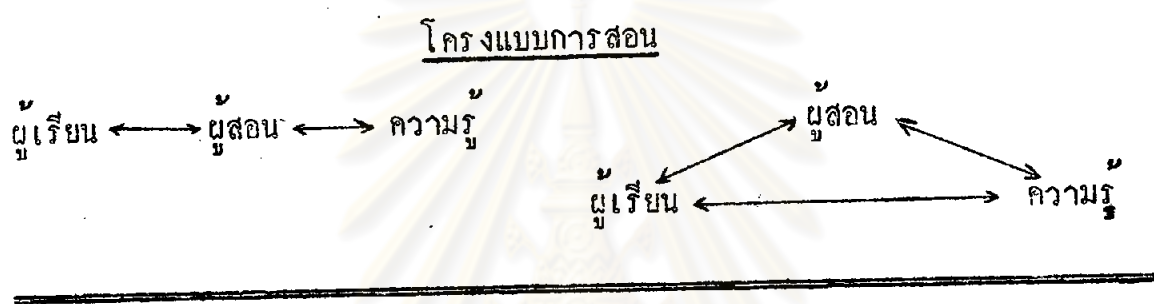 โครงแบบการสอน
ผู้สอน
ผู้เรียน ผู้สอน ความรู้
ผู้เรียน ความรู้